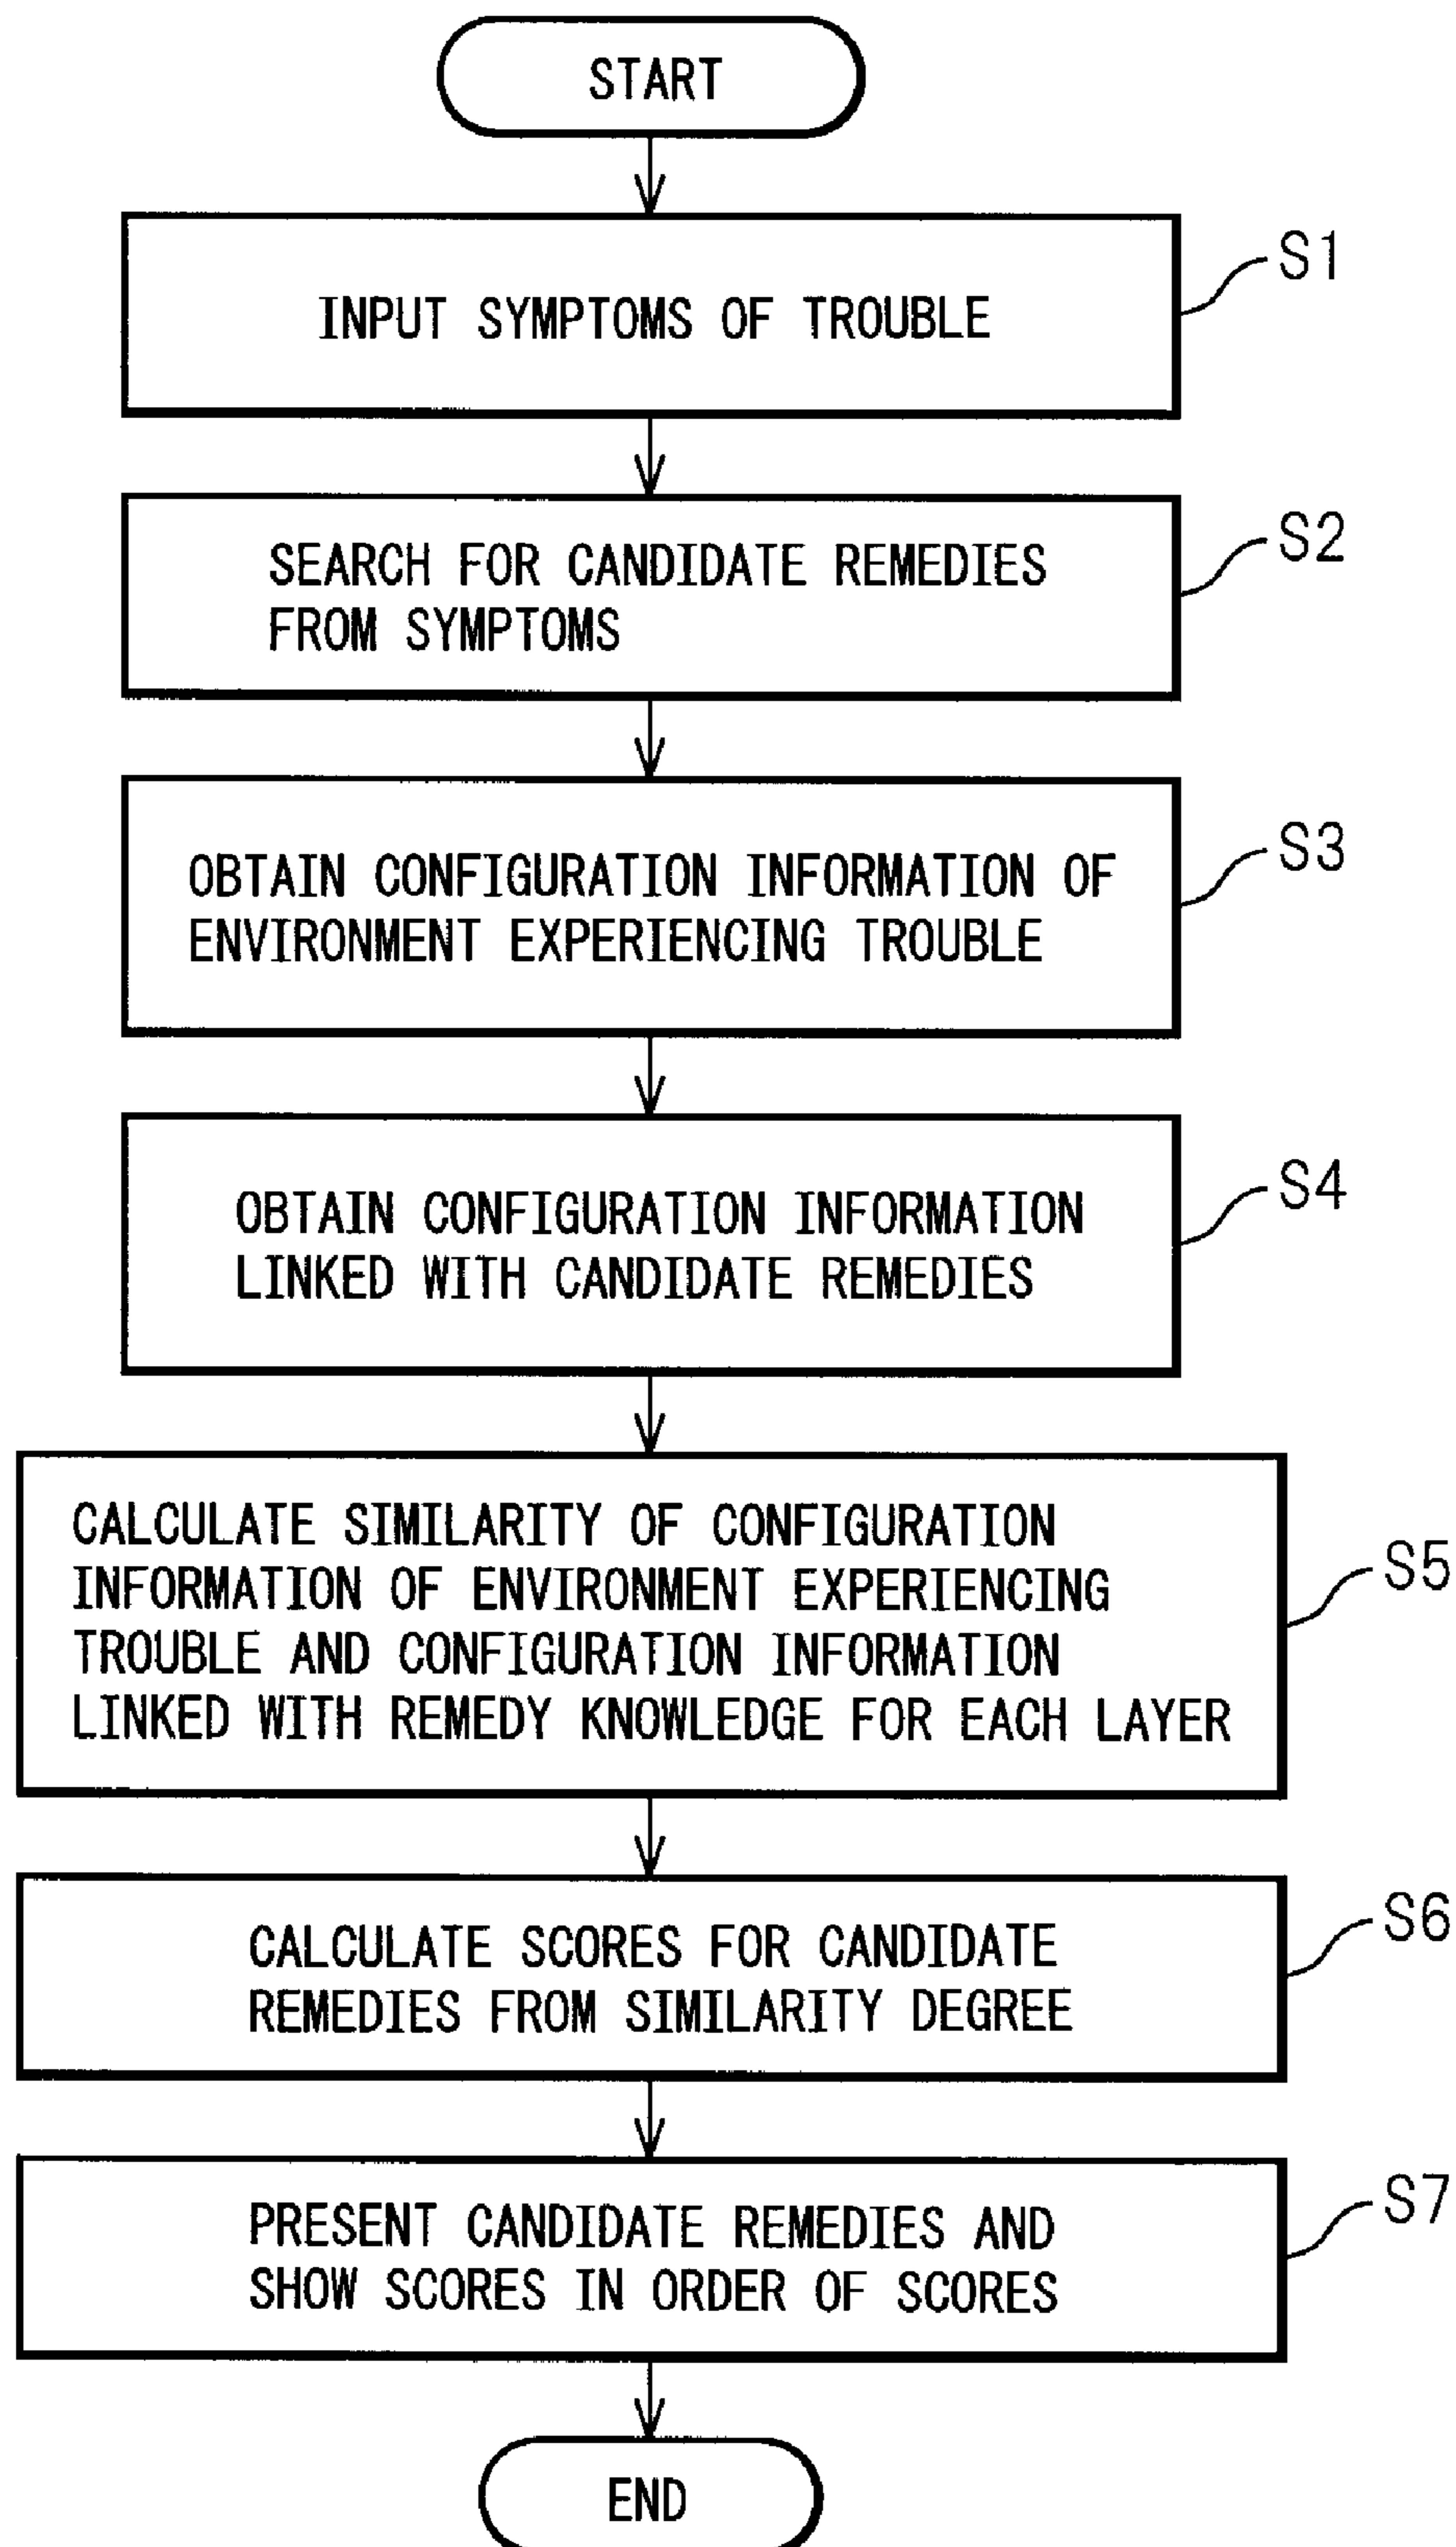 START
INPUT SYMPTOMS OF TROUBLE
S1
SEARCH FOR CANDIDATE REMEDIES
FROM SYMPTOMS
S2
OBTAIN CONFIGURATION INFORMATION OF
ENVIRONMENT EXPERIENCING TROUBLE
S3
OBTAIN CONFIGURATION INFORMATION
LINKED WITH CANDIDATE REMEDIES
S4
CALCULATE SIMILARITY OF CONFIGURATION
INFORMATION OF ENVIRONMENT EXPERIENCING
TROUBLE AND CONFIGURATION INFORMATION
LINKED WITH REMEDY KNOWLEDGE FOR EACH LAYER
S5
CALCULATE SCORES FOR CANDIDATE
REMEDIES FROM SIMILARITY DEGREE
S6
PRESENT CANDIDATE REMEDIES AND
SHOW SCORES IN ORDER OF SCORES
S7
END